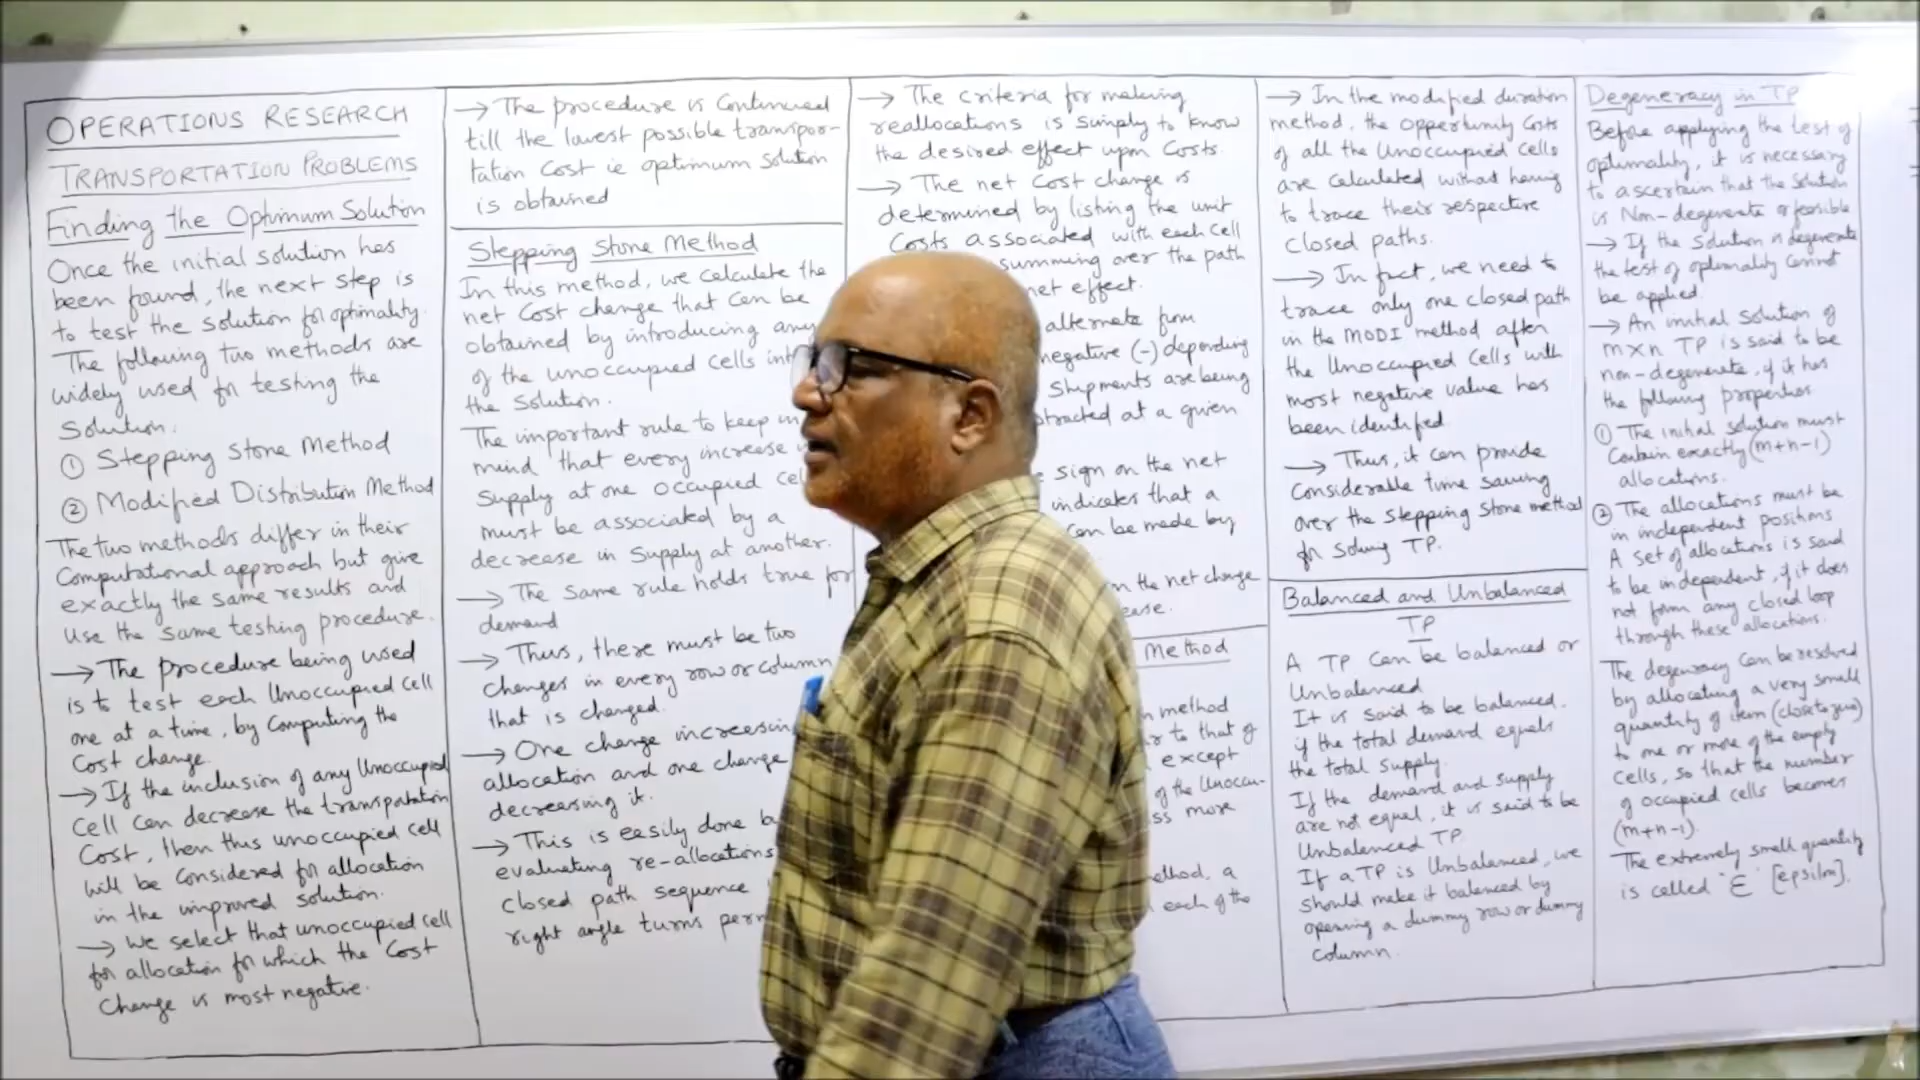 OPERATIONS RESEARCH
TRANSPORTATION PROBLEMS
Finding the Optimum Solution
Once the initial solution has
been found, the next step is
to test the solution for optimality.
The following two methods are
widely used for testing the
Solution.
① Stepping Stone Method
② Modified Distribution Method
The two methods differ in their
Computational approach but give
exactly the same results and
use the same testing procedure.
→ The procedure being used
is to test each Unoccupied cell
one at a time, by Computing the
Cost change.
→ If the inclusion of any Unoccupied
Cell can decrease the transportation
Cost, then this unoccupied cell
will be Considered for allocation
in the improved solution.
→ We select that unoccupied cell
for allocation for which the Cost
Change is most negative.
→ The procedure is Continued
till the lowest possible transpor-
tation Cost ie optimum solution
is obtained
Stepping Stone Method
In this method, we calculate the
net Cost change that can be
obtained by introducing any
of the unoccupied cells
the Solution.
The important rule to keep in
mind that every increase
Supply at one occupied
must be associated by a
decrease in Supply at another.
→ The same rule holds true for
demand
→ Thus, there must be two
changes in every row or column
that is changed.
→ One change
allocation and one change
decreasing it.
→ This is easily done
evaluating re-allocations
closed path sequence
right angle turns
→ The criteria for making
reallocations is simply to know
the desired effect upon Costs.
→ The net Cost change is
determined by listing the unit
Costs associated with each cell
summing over the path
net effect.
alternate from
negative (-) depending
Shipments are being
at a given
sign on the net
indicates that a
Can be made by
the net change
Method
method
to that of
except
of the Unoccu-
more
a
each of the
→ In the modified duration
method, the opportunity Costs
of all the Unoccupied Cells
are calculated without having
to trace their respective
closed paths.
→ In fact, we need to
trace only one closed path
in the MODI method after
the Unoccupied Cells with
most negative value has
been identified.
→ Thus, it can provide
Considerable time saving
over the stepping stone method
for solving TP.
Balanced and Unbalanced
TP
A TP Can be balanced or
Unbalanced
It is said to be balanced.
if the total demand equals
the total supply.
If the demand and supply
are not equal, it is said to be
Unbalanced TP.
If a TP is Unbalanced, we
should make it balanced by
opening a dummy row or dummy
column.
Degeneracy in TP
Before applying the test of
optimality, it is necessary
to ascertain that the solution
is Non-degenerate or feasible
→ If the solution is degenerate
the test of optimality cannot
be applied.
→ An initial solution of
m×n TP is said to be
non-degenerate, if it has
the following properties
① The initial solution must
Contain exactly (m+n-1)
allocations.
② The allocations must be
in independent positions
A set of allocations is said
to be independent, if it does
not form any closed loop
through these allocations.
The degeneracy can be resolved
by allocating a very small
quantity of item (close to zero)
to one or more of the empty
cells, so that the number
of occupied cells becomes
(m+n-1).
The extremely small quantity
is called 'Ɛ' [epsilon].